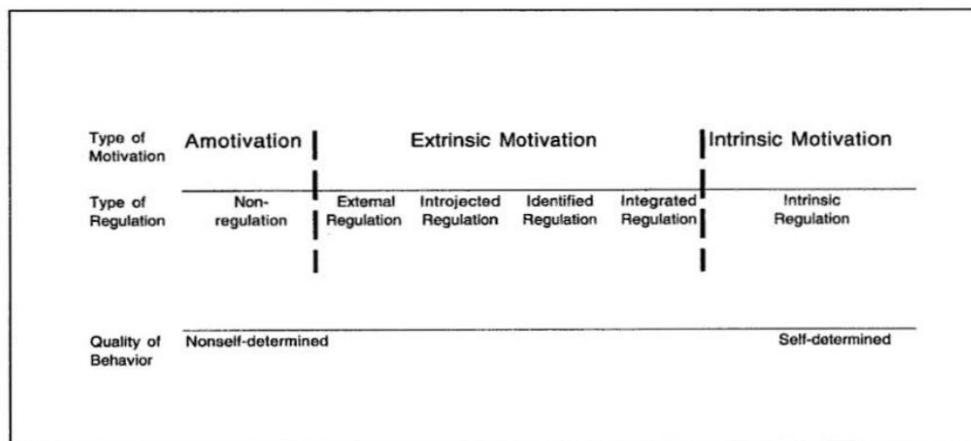 Type of Motivation
Amotivation
Extrinsic Motivation
Intrinsic Motivation
Type of Regulation
Non-regulation
External Regulation
Introjected Regulation
Identified Regulation
Integrated Regulation
Intrinsic Regulation
Quality of Behavior
Nonself-determined
Self-determined